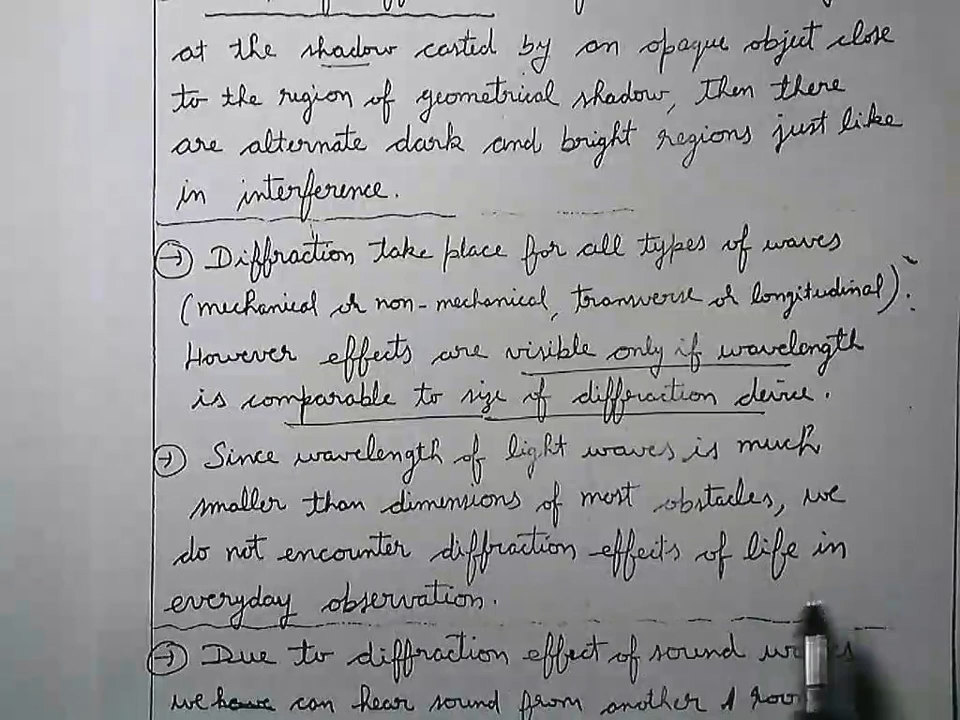 at the shadow casted by an opaque object close
to the region of geometrical shadow, then there
are alternate dark and bright regions just like
in interference.
→ Diffraction take place for all types of waves
(mechanical or non-mechanical, transverse or longitudinal).
However effects are visible only if wavelength
is comparable to size of diffraction device.
→ Since wavelength of light waves is much
smaller than dimensions of most obstacles, we
do not encounter diffraction effects of life in
everyday observation.
→ Due to diffraction effect of sound
we can hear sound from another